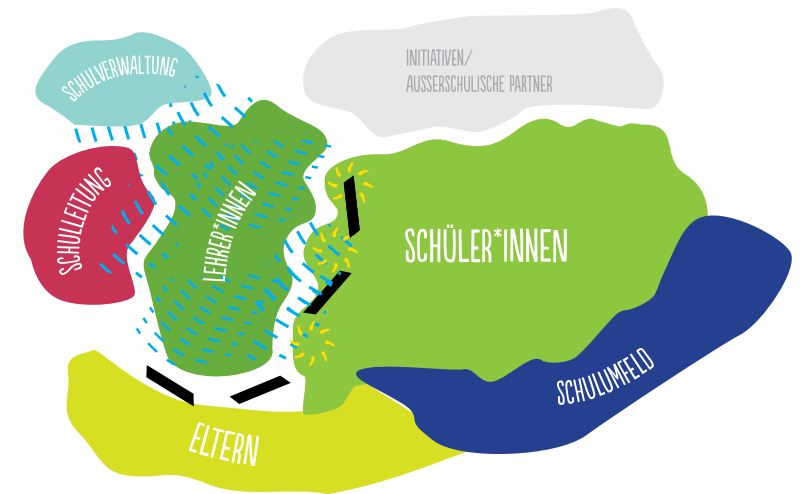 SCHULVERWALTUNG
INITIATIVEN/
AUSSERSCHULISCHE PARTNER
SCHULLEITUNG
LEHRER*INNEN
SCHÜLER*INNEN
SCHULUMFELD
ELTERN